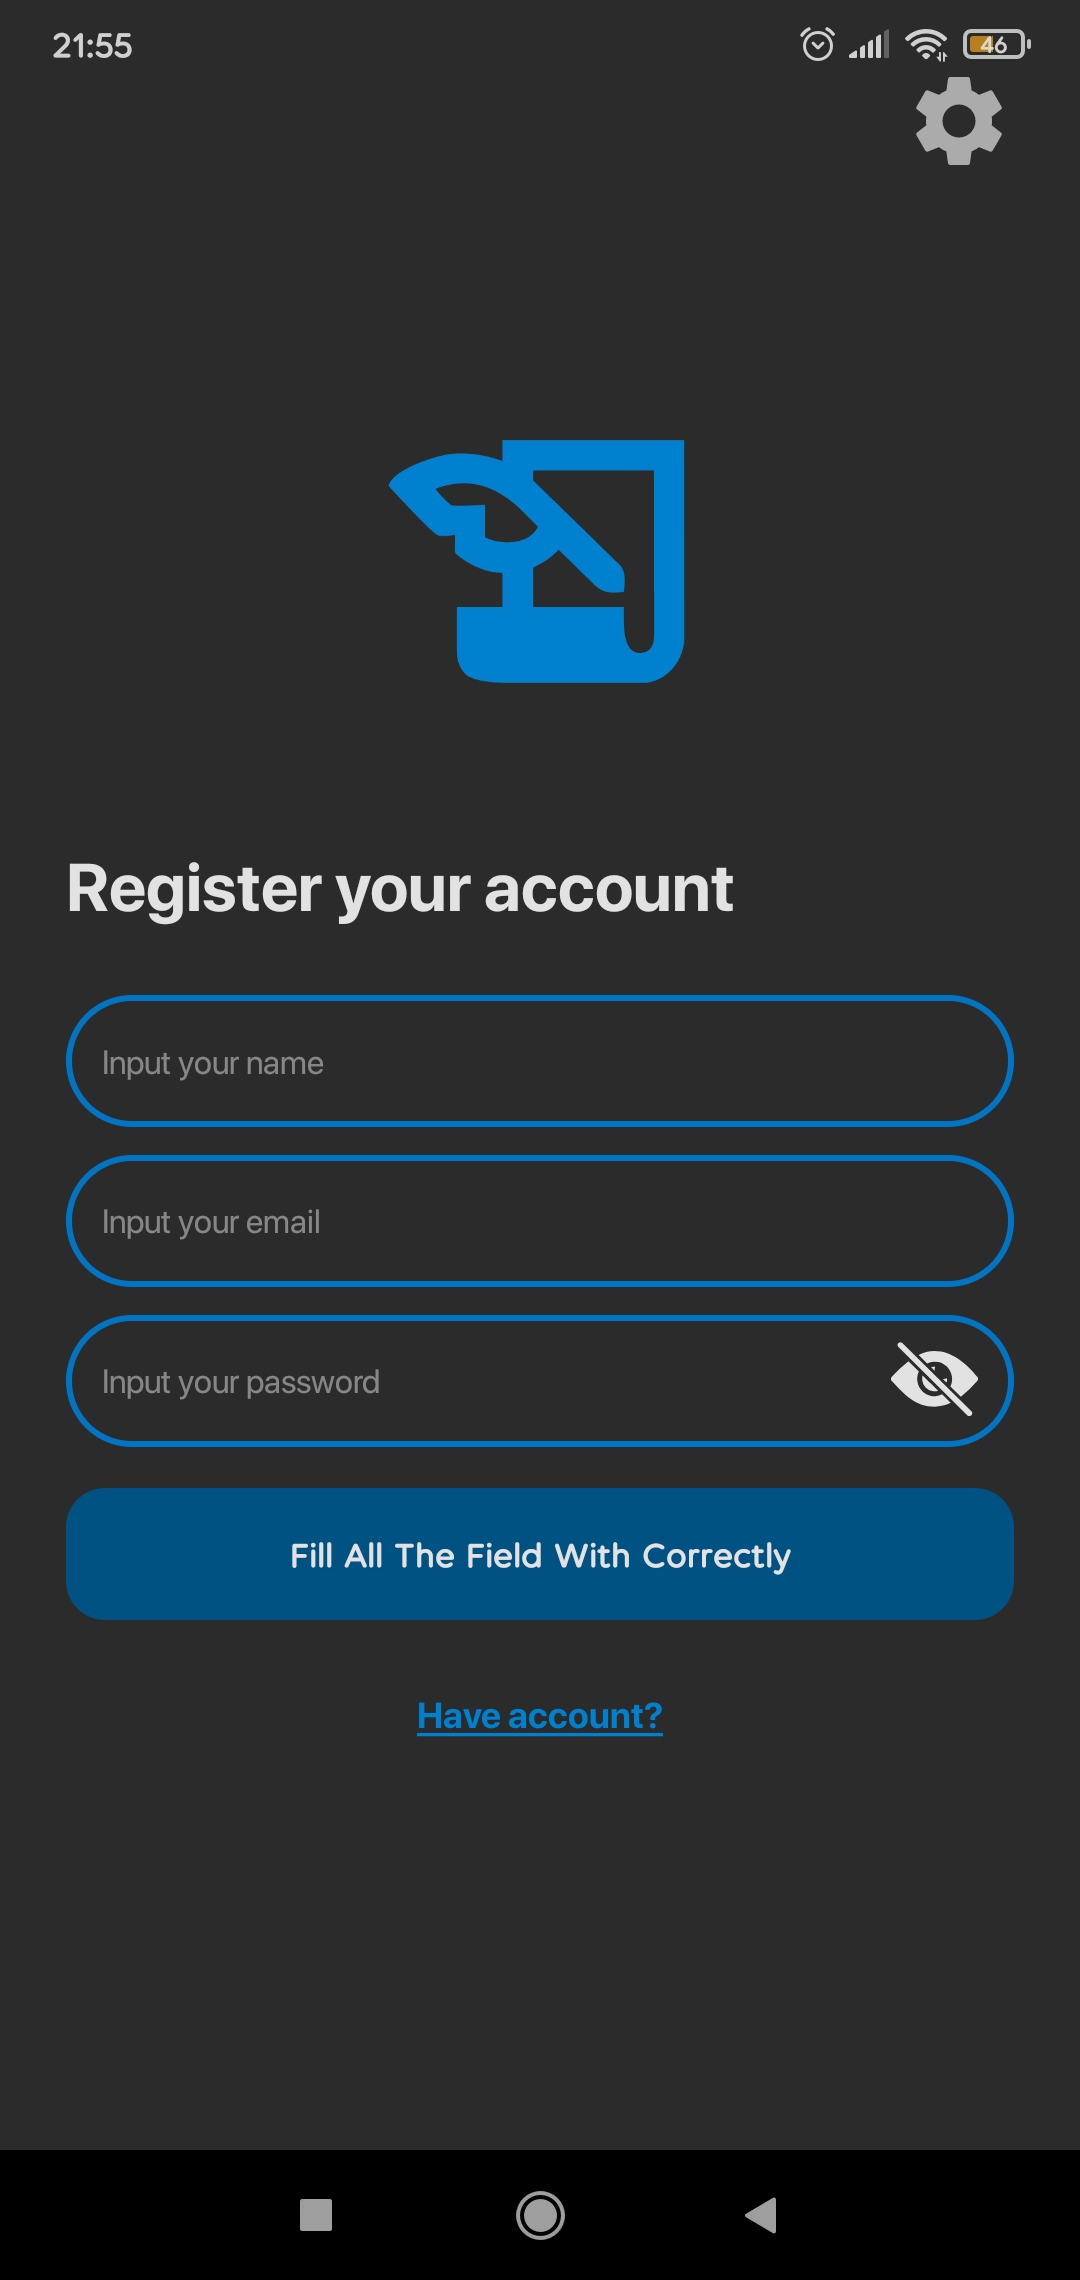 21:55
46
Register your account
Input your name
Input your email
Input your password
Fill All The Field With Correctly
Have account?